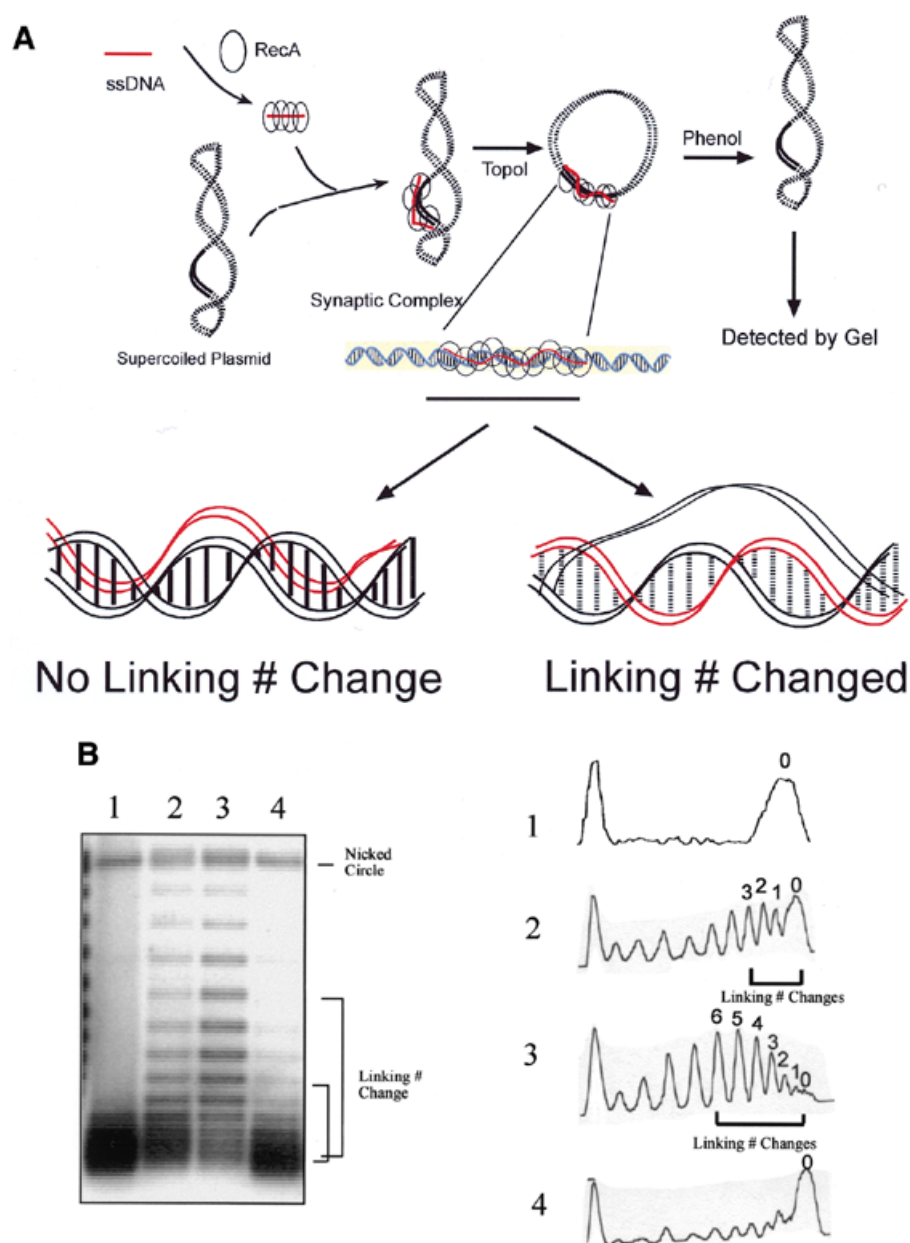 A
RecA
ssDNA
TopoI
Phenol
Synaptic Complex
Supercoiled Plasmid
Detected by Gel
No Linking # Change
Linking # Changed
B
1 2 3 4
Nicked
Circle
Linking #
Change
1
0
2
3 2 1 0
Linking # Changes
3
6 5 4 3 2 1 0
Linking # Changes
4
0